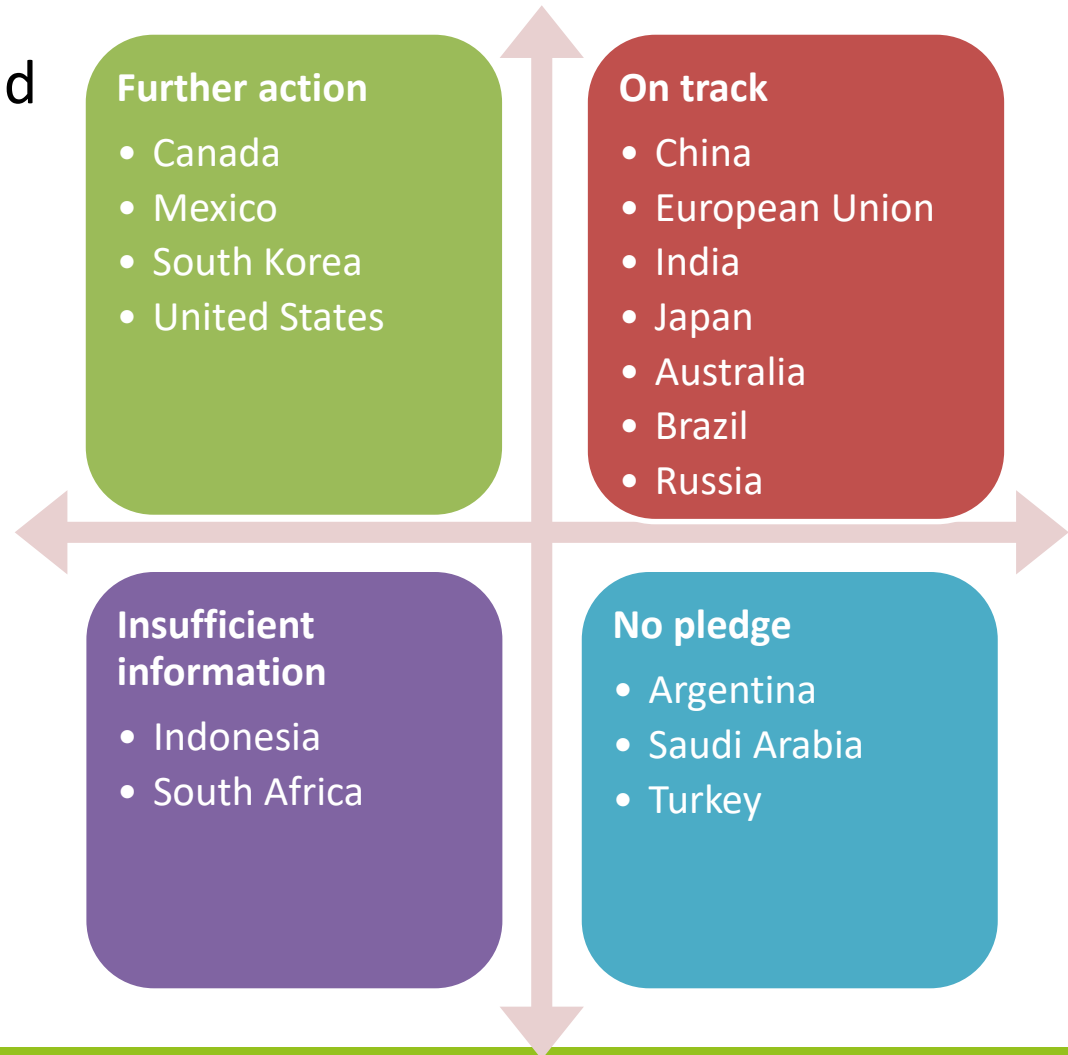 d
Further action
• Canada
• Mexico
• South Korea
• United States
On track
• China
• European Union
• India
• Japan
• Australia
• Brazil
• Russia
Insufficient
information
• Indonesia
• South Africa
No pledge
• Argentina
• Saudi Arabia
• Turkey